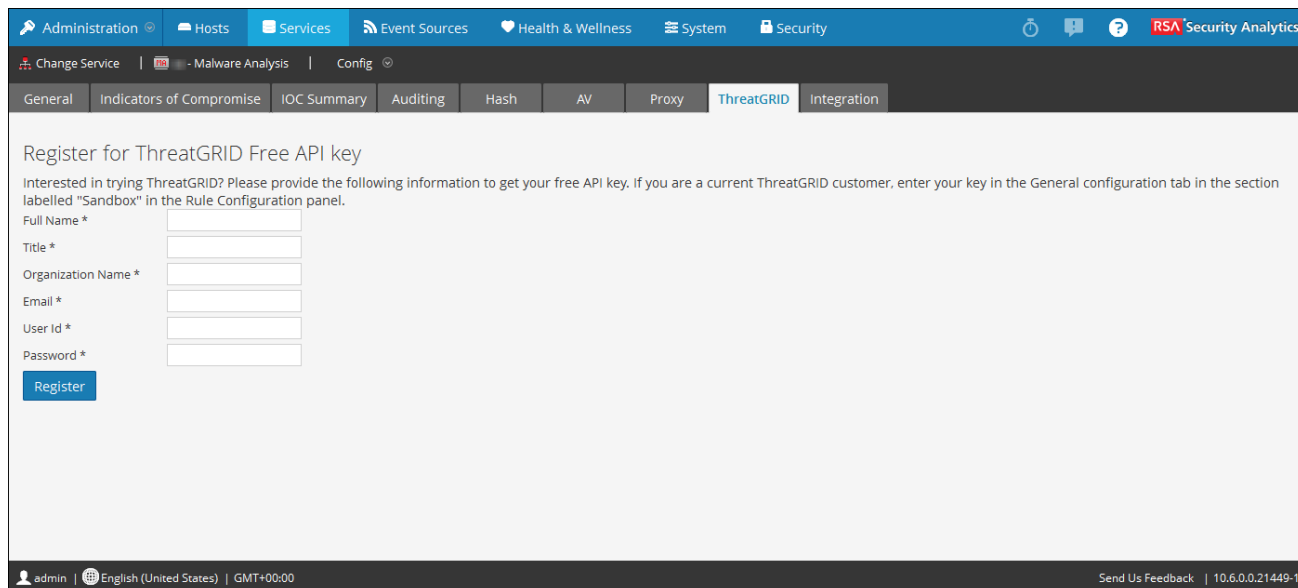 Administration Hosts Services Event Sources Health & Wellness System Security RSA Security Analytics
Change Service | MA - Malware Analysis | Config
General Indicators of Compromise IOC Summary Auditing Hash AV Proxy ThreatGRID Integration
Register for ThreatGRID Free API key
Interested in trying ThreatGRID? Please provide the following information to get your free API key. If you are a current ThreatGRID customer, enter your key in the General configuration tab in the section
labelled "Sandbox" in the Rule Configuration panel.
Full Name *
Title *
Organization Name *
Email *
User Id *
Password *
Register
admin | English (United States) | GMT+00:00 Send Us Feedback | 10.6.0.0.21449-1